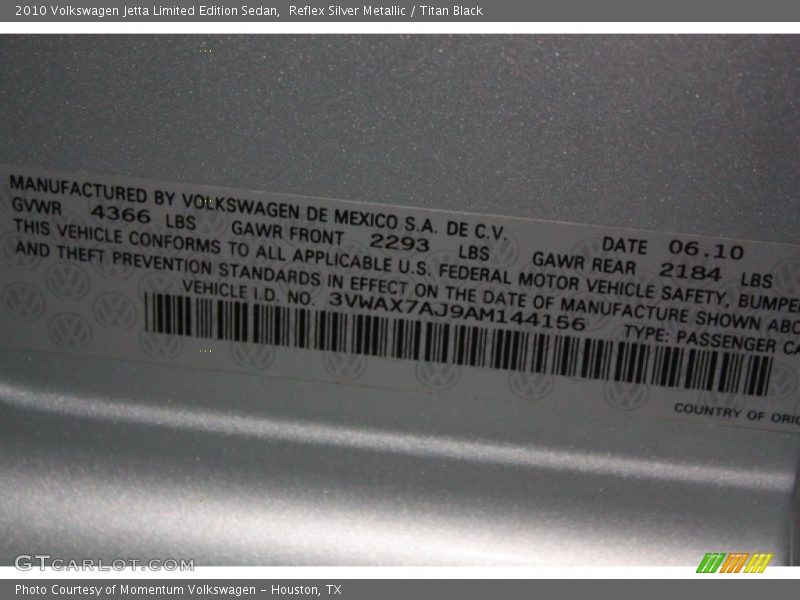 2010 Volkswagen Jetta Limited Edition Sedan,  Reflex Silver Metallic / Titan Black
MANUFACTURED BY VOLKSWAGEN DE MEXICO S.A. DE C.V. DATE 06.10
GVWR 4366 LBS GAWR FRONT 2293 LBS GAWR REAR 2184 LBS
THIS VEHICLE CONFORMS TO ALL APPLICABLE U.S. FEDERAL MOTOR VEHICLE SAFETY, BUMPE
AND THEFT PREVENTION STANDARDS IN EFFECT ON THE DATE OF MANUFACTURE SHOWN ABO
VEHICLE I.D. NO. 3VWAX7AJ9AM144156 TYPE: PASSENGER CA
COUNTRY OF ORIG
GTCARLOT.COM
Photo Courtesy of Momentum Volkswagen – Houston, TX